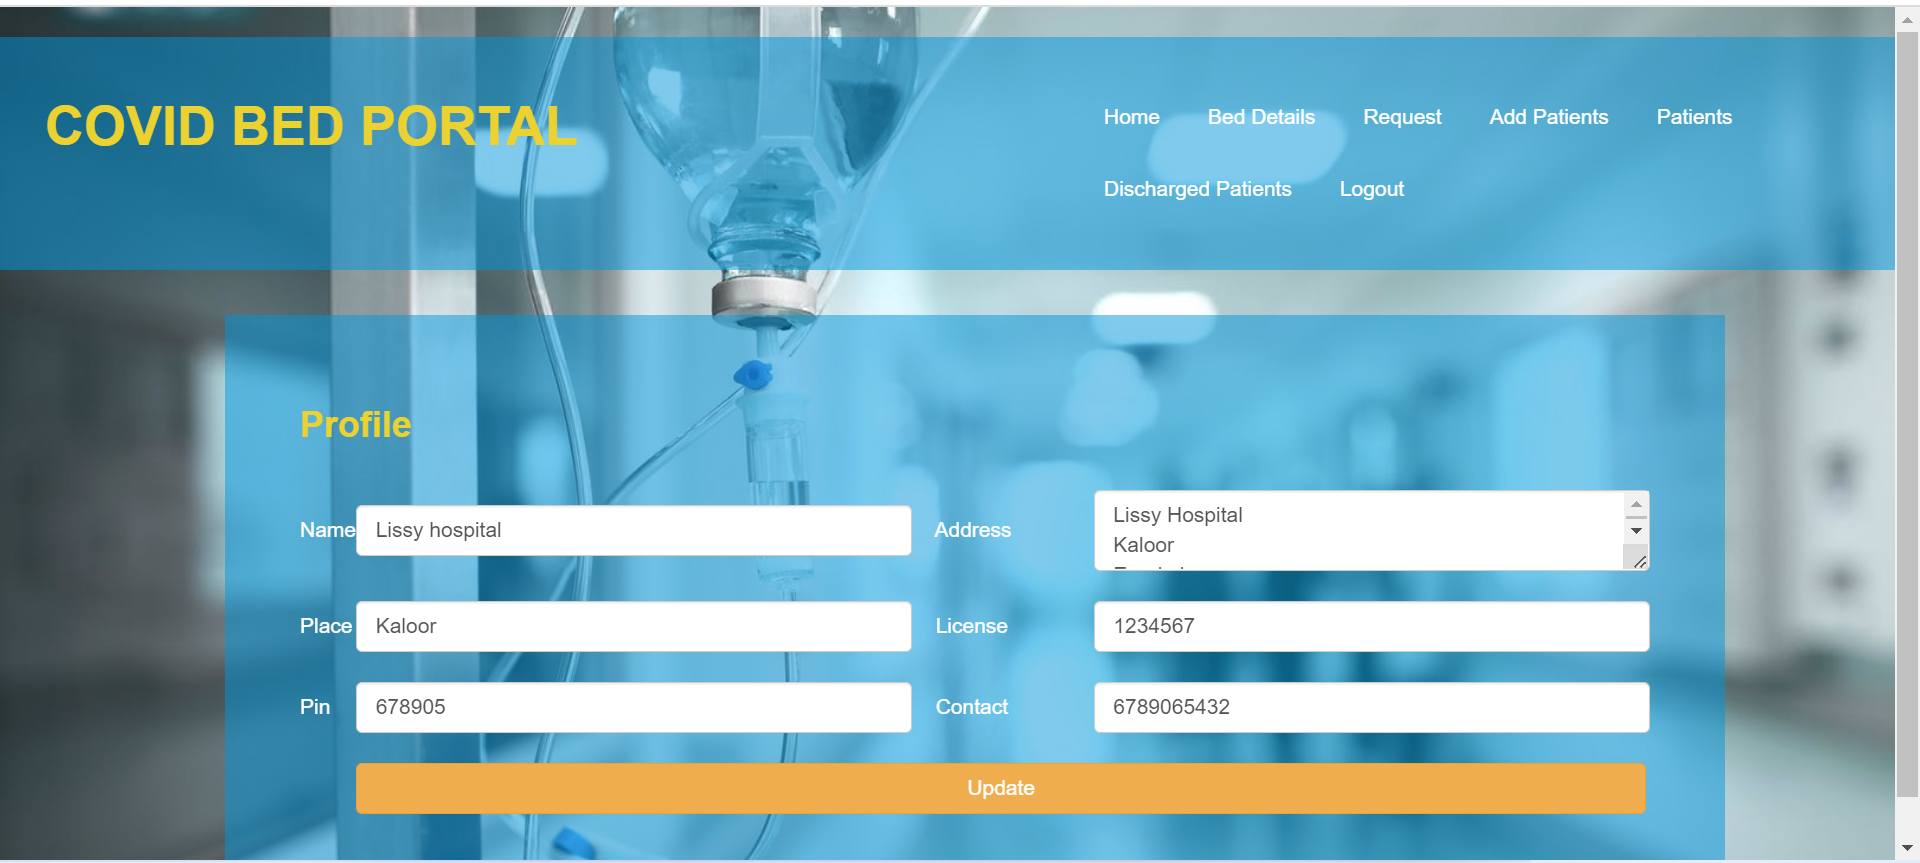 COVID BED PORTAL
Home Bed Details Request Add Patients Patients
Discharged Patients Logout
Profile
Name Lissy hospital
Address Lissy Hospital
Kaloor
Place Kaloor
License 1234567
Pin 678905
Contact 6789065432
Update